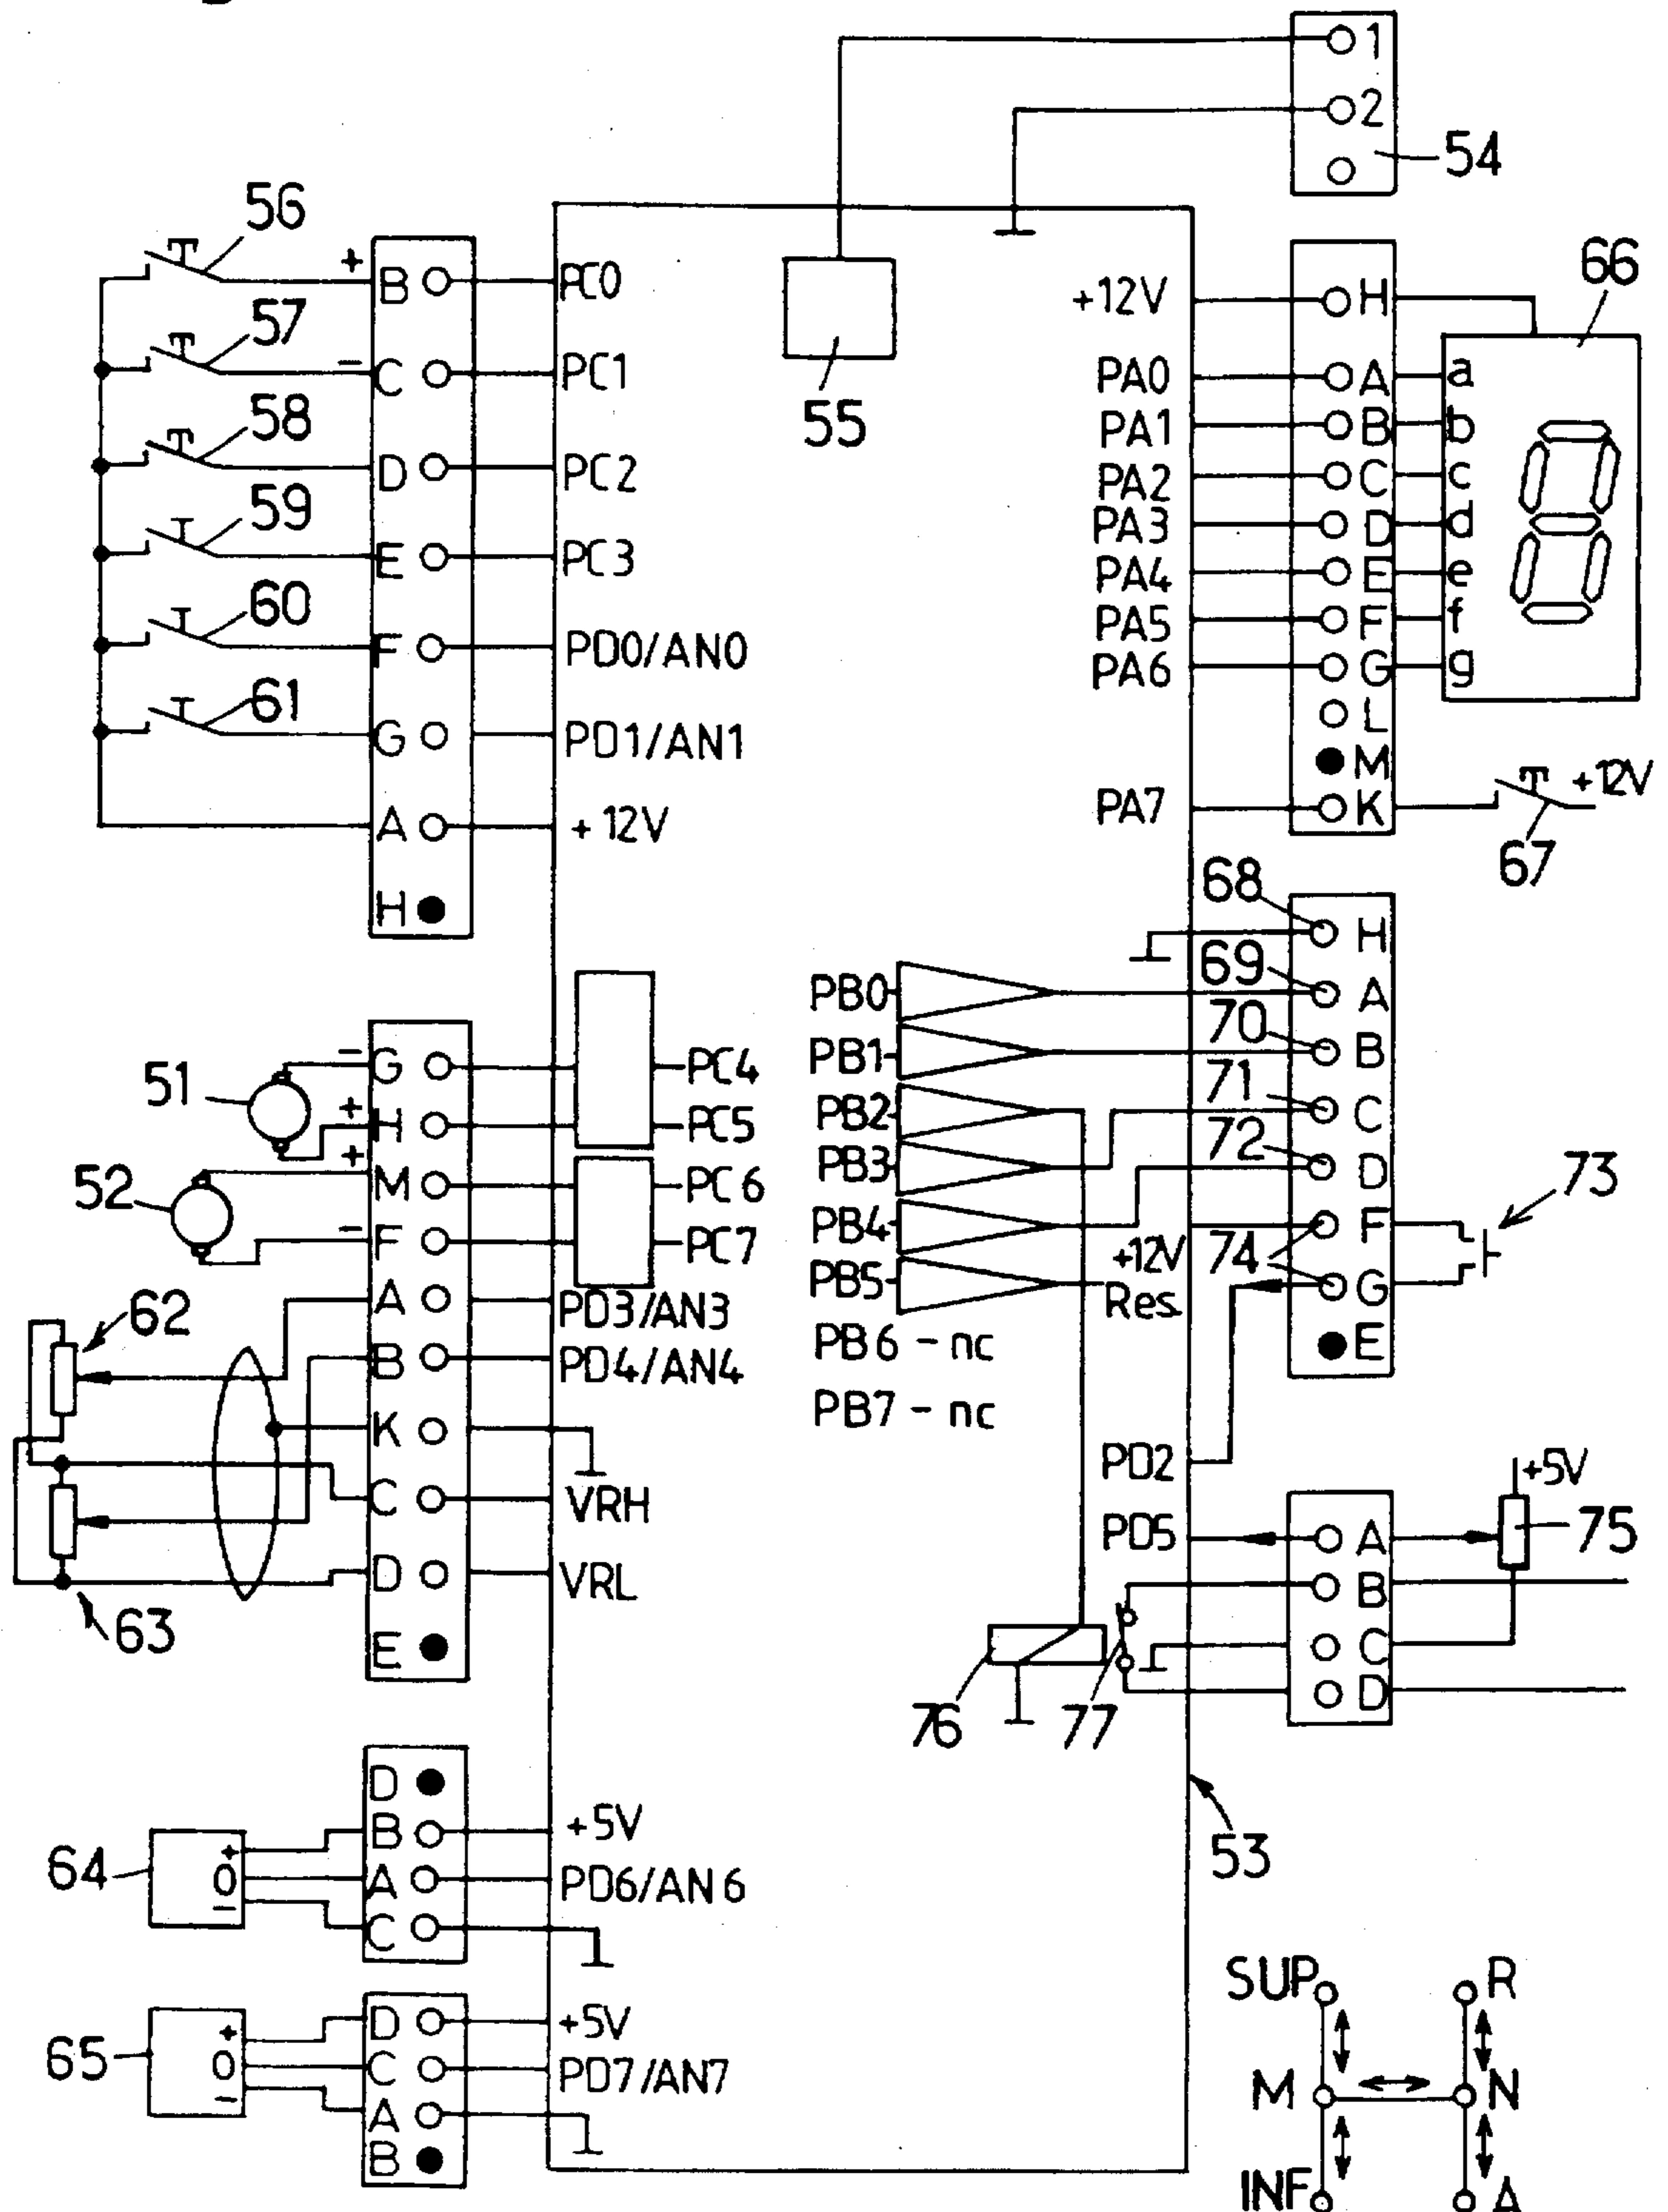 1
2
54
56
+ B PC0
57
- C PC1
58
D PC2
59
E PC3
60
F PD0/AN0
61
G PD1/AN1
A +12V
H
55
66
+12V H
PA0 A a
PA1 B b
PA2 C c
PA3 D d
PA4 E e
PA5 F f
PA6 G g
L
M
PA7 K +12V
67
51
- G PC4
+ H PC5
52
+ M PC6
- F PC7
62
A PD3/AN3
B PD4/AN4
K
C VRH
D VRL
63
E
68
H
PB0 69 A
PB1 70 B
PB2 71 C
PB3 72 D
PB4 F 73
+12V 74
PB5 Res. G
PB6 - nc E
PB7 - nc
PD2
+5V
PD5 A 75
B
C
D
76 77
53
D
B +5V
64 + 0 -
A PD6/AN6
C
65 + 0 -
D +5V
C PD7/AN7
A
B
SUP R
M N
INF A